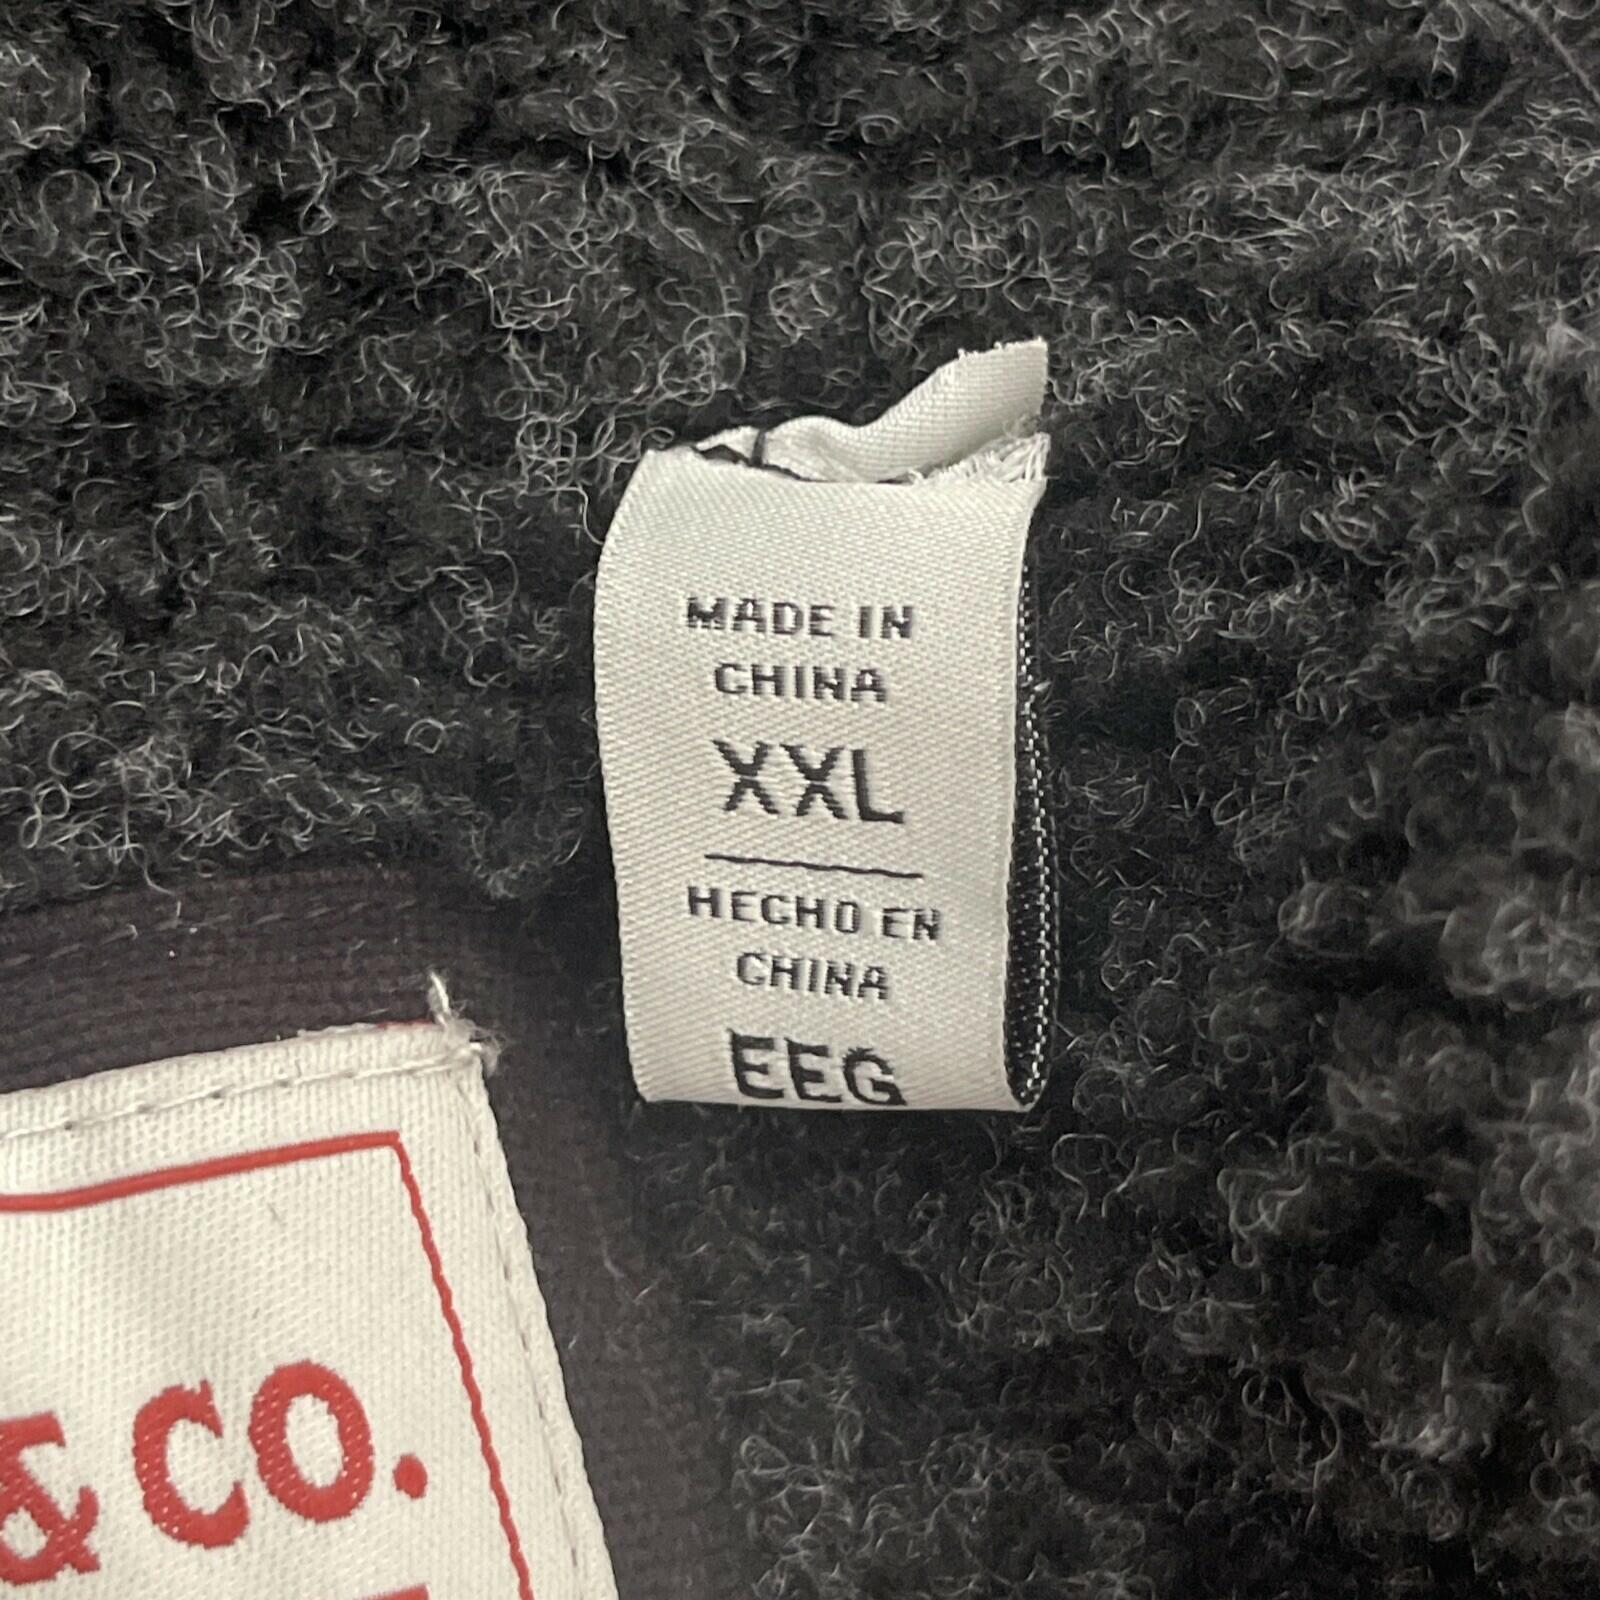 MADE IN
CHINA
XXL
HECHO EN
CHINA
EEG
& CO.